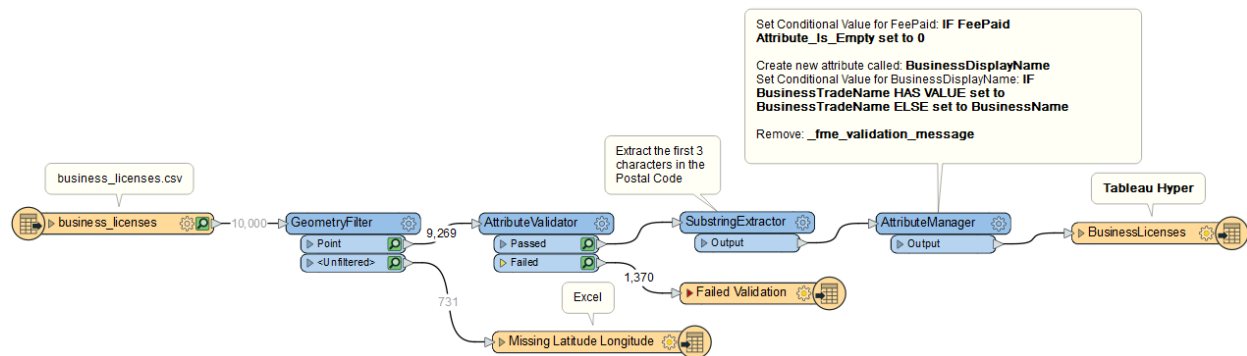 Set Conditional Value for FeePaid: IF FeePaid
Attribute_Is_Empty set to 0
Create new attribute called: BusinessDisplayName
Set Conditional Value for BusinessDisplayName: IF
BusinessTradeName HAS VALUE set to
BusinessTradeName ELSE set to BusinessName
Remove: _fme_validation_message
Extract the first 3
characters in the
Postal Code
business_licenses.csv
Tableau Hyper
business_licenses
10,000
GeometryFilter
Point
<Unfiltered>
9,269
AttributeValidator
Passed
Failed
SubstringExtractor
Output
AttributeManager
Output
BusinessLicenses
1,370
Failed Validation
731
Excel
Missing Latitude Longitude